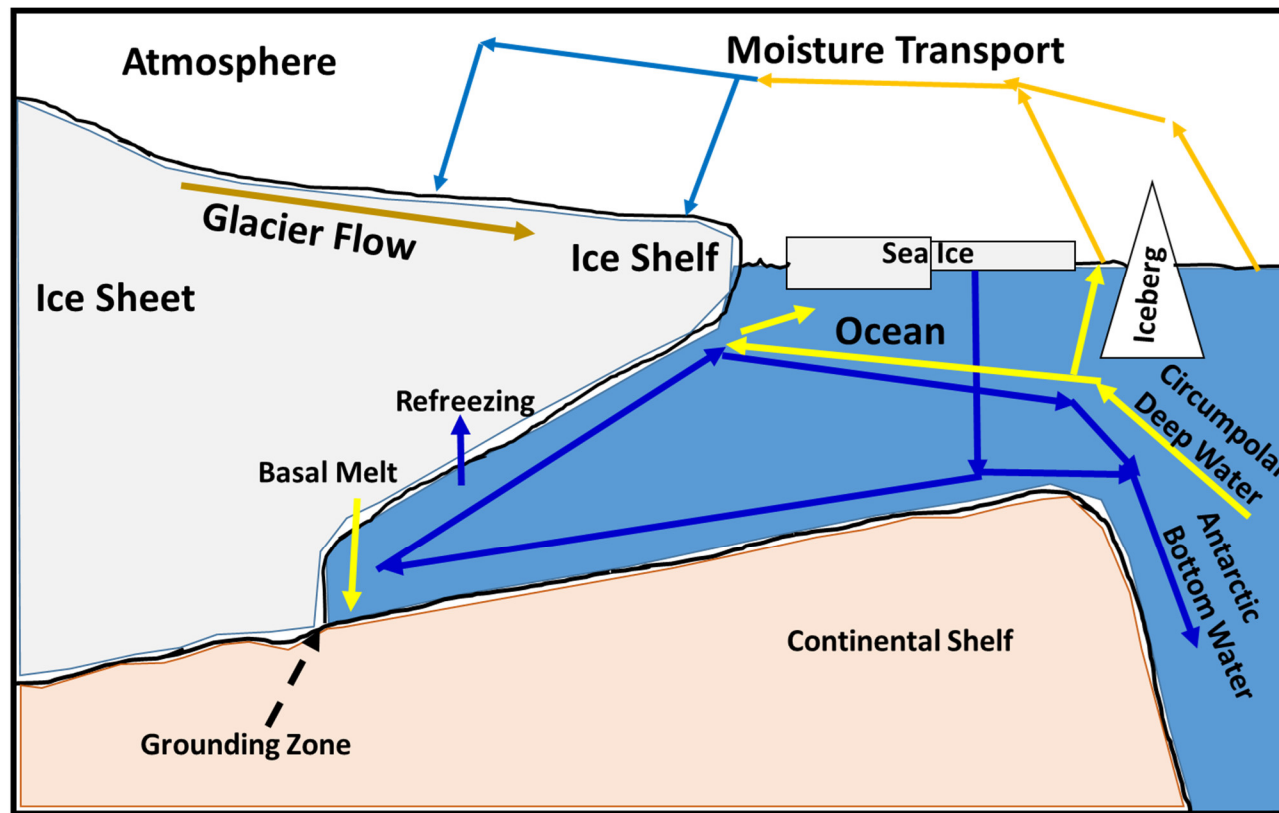 Atmosphere
Moisture Transport
Glacier Flow
Ice Shelf
Sea Ice
Iceberg
Ice Sheet
Ocean
Refreezing
Basal Melt
Circumpolar
Deep Water
Antarctic
Bottom Water
Continental Shelf
Grounding Zone